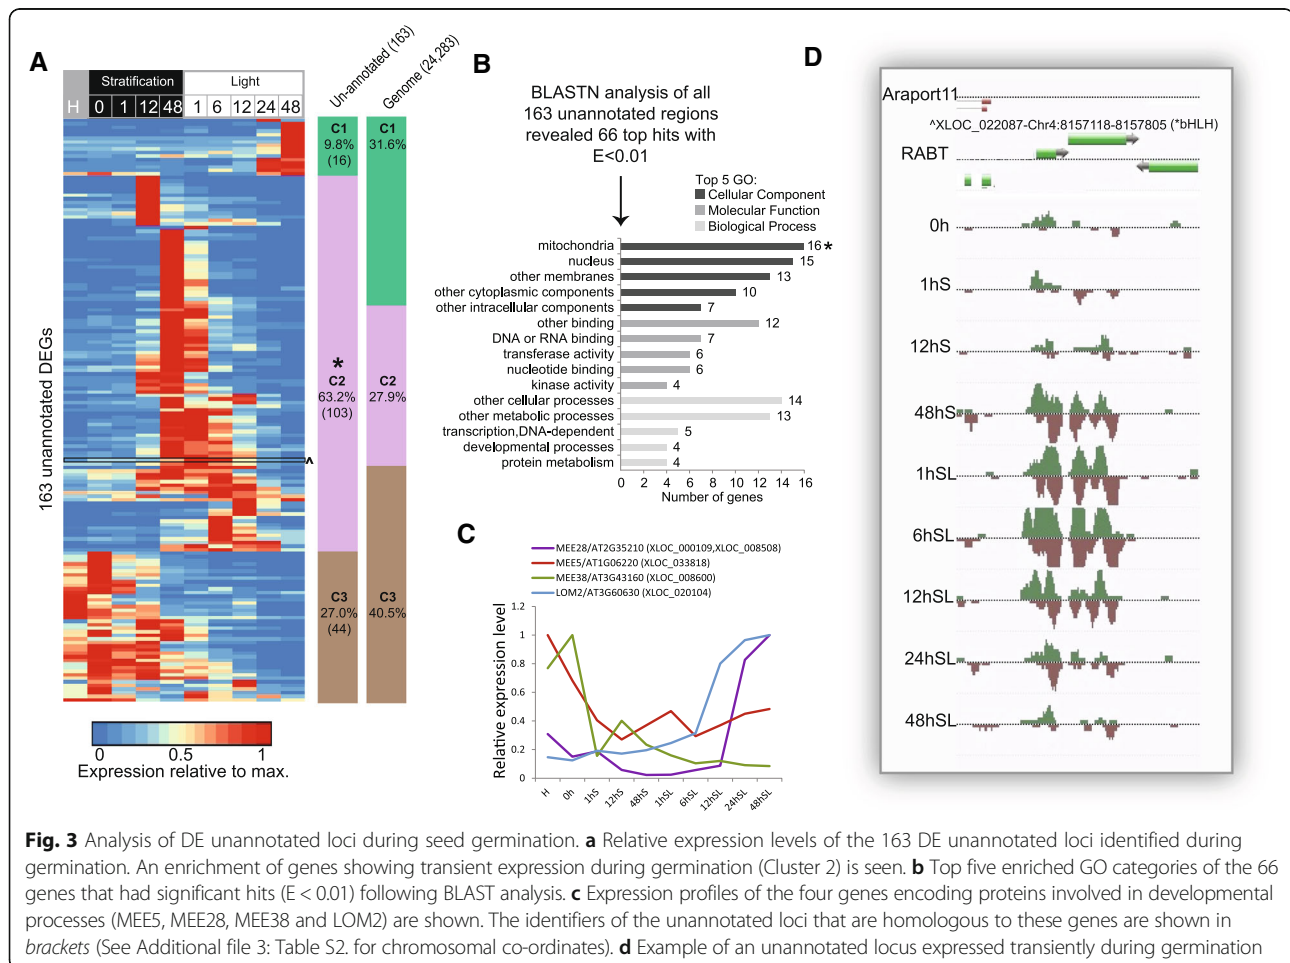 A
Stratification
Light
H 0 1 12 48 1 6 12 24 48
Un-annotated (163)
Genome (24,283)
163 unannotated DEGs
C1
9.8%
(16)
C1
31.6%
*
C2
63.2%
(103)
C2
27.9%
^
C3
27.0%
(44)
C3
40.5%
0 0.5 1
Expression relative to max.
B
BLASTN analysis of all
163 unannotated regions
revealed 66 top hits with
E<0.01
Top 5 GO:
Cellular Component
Molecular Function
Biological Process
mitochondria 16 *
nucleus 15
other membranes 13
other cytoplasmic components 10
other intracellular components 7
other binding 12
DNA or RNA binding 7
transferase activity 6
nucleotide binding 6
kinase activity 4
other cellular processes 14
other metabolic processes 13
transcription,DNA-dependent 5
developmental processes 4
protein metabolism 4
0 2 4 6 8 10 12 14 16
Number of genes
C
MEE28/AT2G35210 (XLOC_000109,XLOC_008508)
MEE5/AT1G06220 (XLOC_033818)
MEE38/AT3G43160 (XLOC_008600)
LOM2/AT3G60630 (XLOC_020104)
Relative expression level
1.2
1
0.8
0.6
0.4
0.2
0
H 0h 1hS 12hS 48hS 1hSL 6hSL 12hSL 24hSL 48hSL
D
Araport11
^XLOC_022087-Chr4:8157118-8157805 (*bHLH)
RABT
0h
1hS
12hS
48hS
1hSL
6hSL
12hSL
24hSL
48hSL
Fig. 3 Analysis of DE unannotated loci during seed germination. a Relative expression levels of the 163 DE unannotated loci identified during
germination. An enrichment of genes showing transient expression during germination (Cluster 2) is seen. b Top five enriched GO categories of the 66
genes that had significant hits (E < 0.01) following BLAST analysis. c Expression profiles of the four genes encoding proteins involved in developmental
processes (MEE5, MEE28, MEE38 and LOM2) are shown. The identifiers of the unannotated loci that are homologous to these genes are shown in
brackets (See Additional file 3: Table S2. for chromosomal co-ordinates). d Example of an unannotated locus expressed transiently during germination